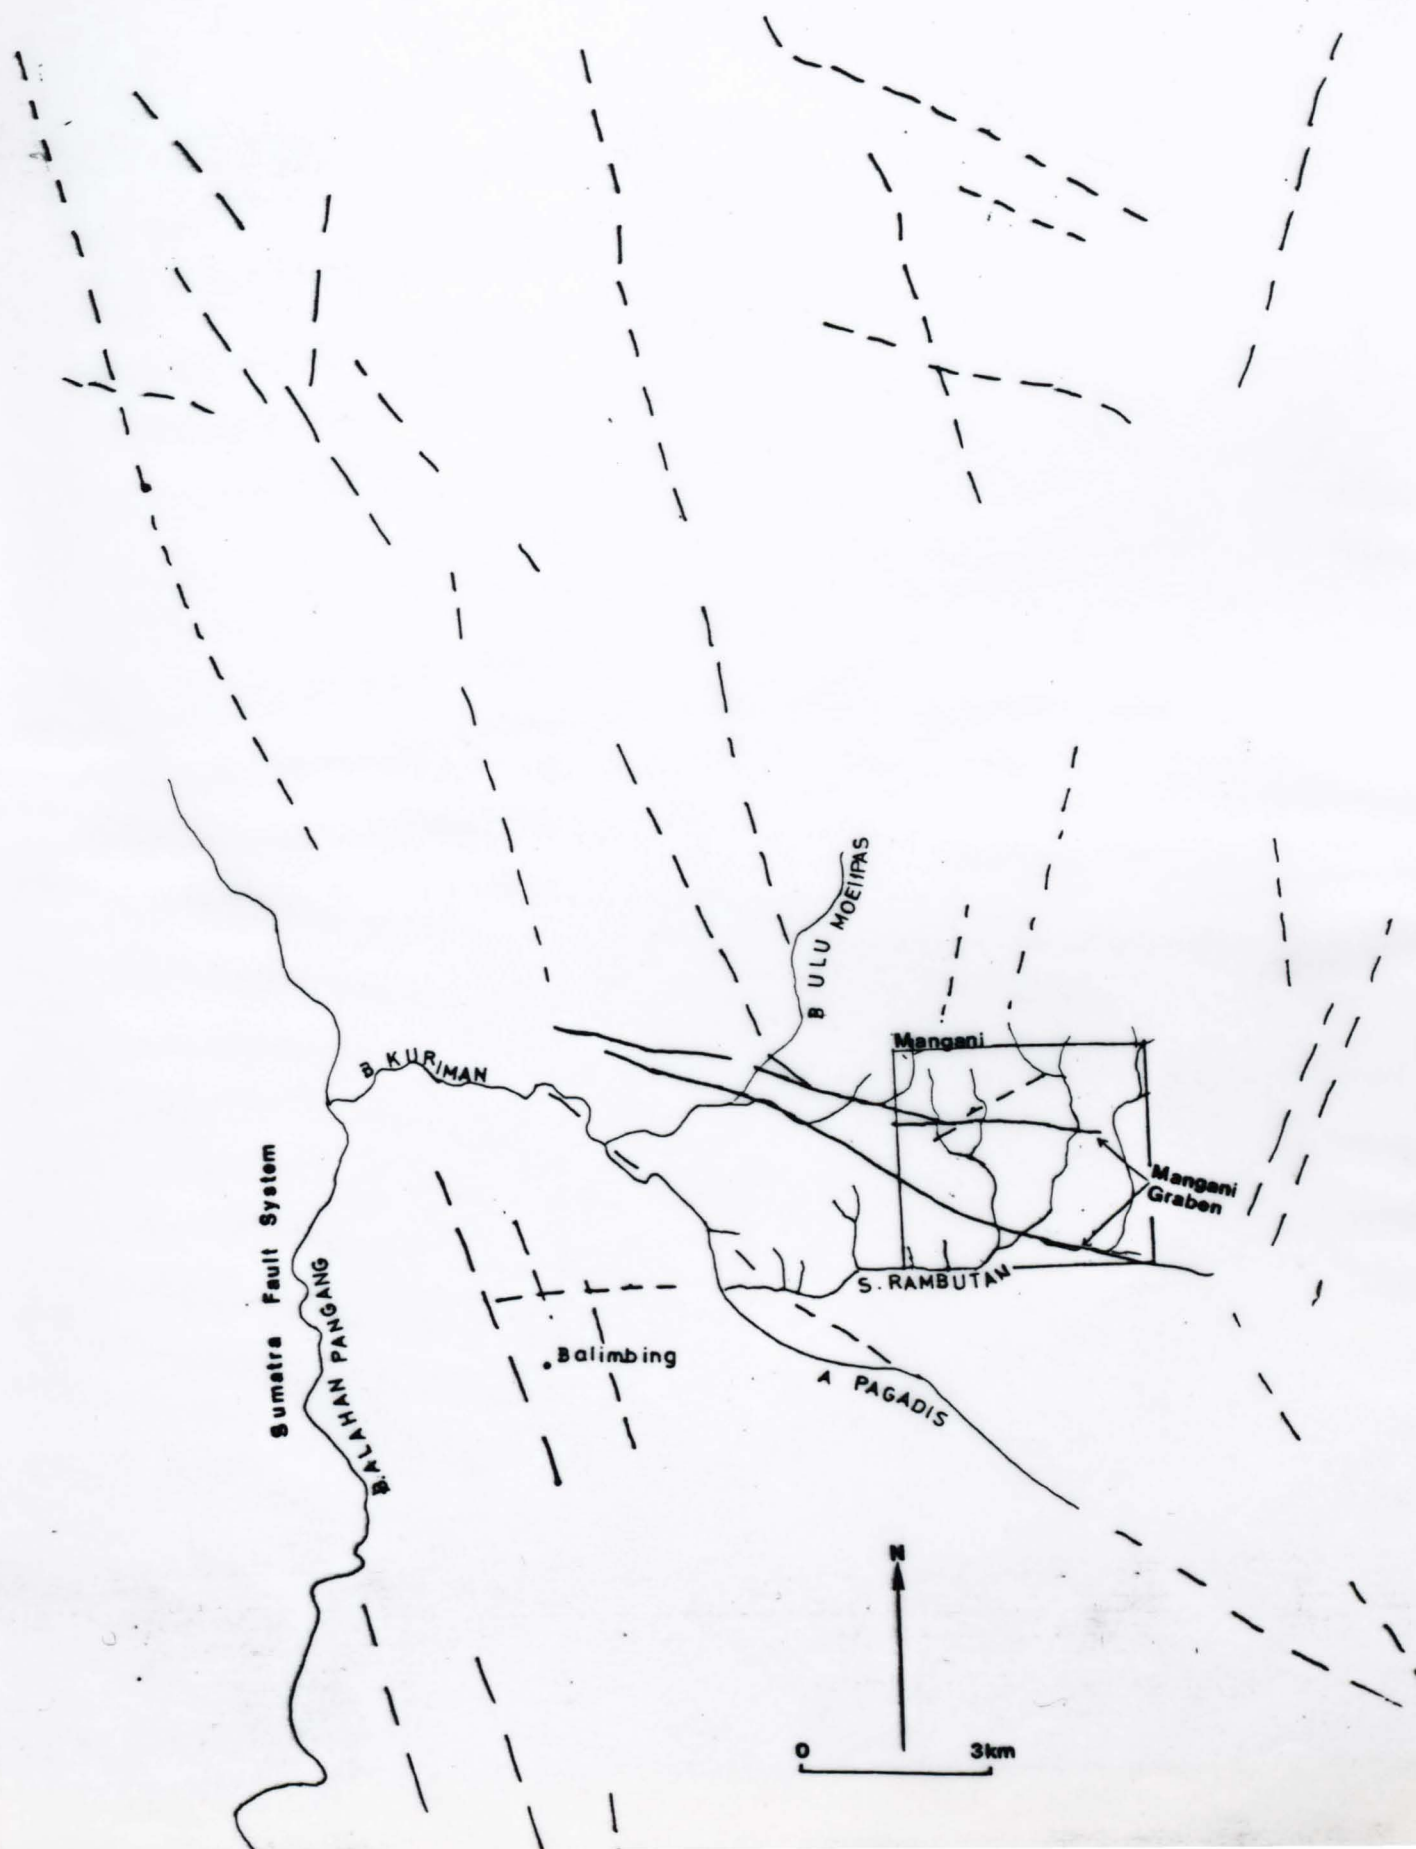 B ULU MOEIIPAS
Mangani
B KURIMAN
Mangani
Graben
Sumatra Fault System
B.ALAHAN PANGANG
S. RAMBUTAN
Balimbing
A PAGADIS
N
0 3km